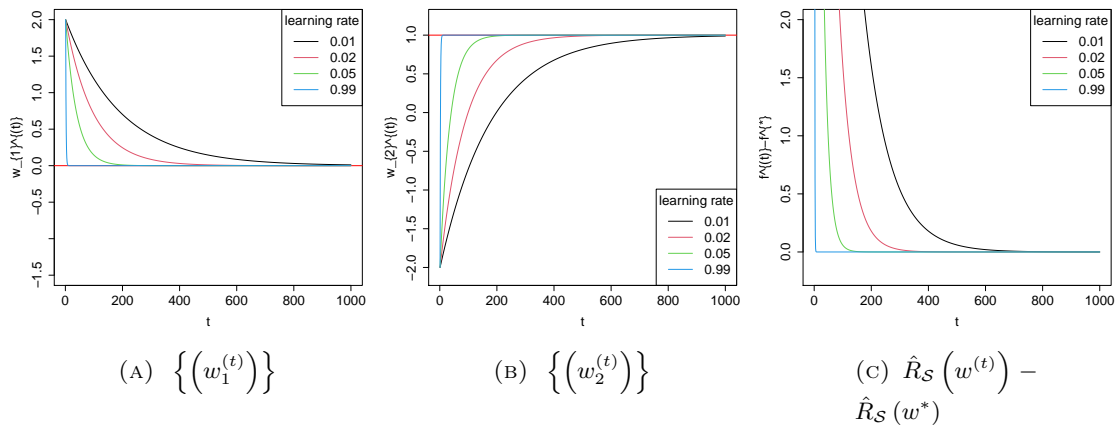 w_{1}^{(t)}
2.0
1.5
1.0
0.5
0.0
−0.5
−1.5
0 200 400 600 800 1000
t
learning rate
0.01
0.02
0.05
0.99
(A) {(w₁⁽ᵗ⁾)}
w_{2}^{(t)}
1.0
0.5
0.0
−0.5
−1.0
−1.5
−2.0
0 200 400 600 800 1000
t
learning rate
0.01
0.02
0.05
0.99
(B) {(w₂⁽ᵗ⁾)}
f^{(t)}−f^{*}
2.0
1.5
1.0
0.5
0.0
0 200 400 600 800 1000
t
learning rate
0.01
0.02
0.05
0.99
(C) R̂_S (w⁽ᵗ⁾) −
R̂_S (w*)